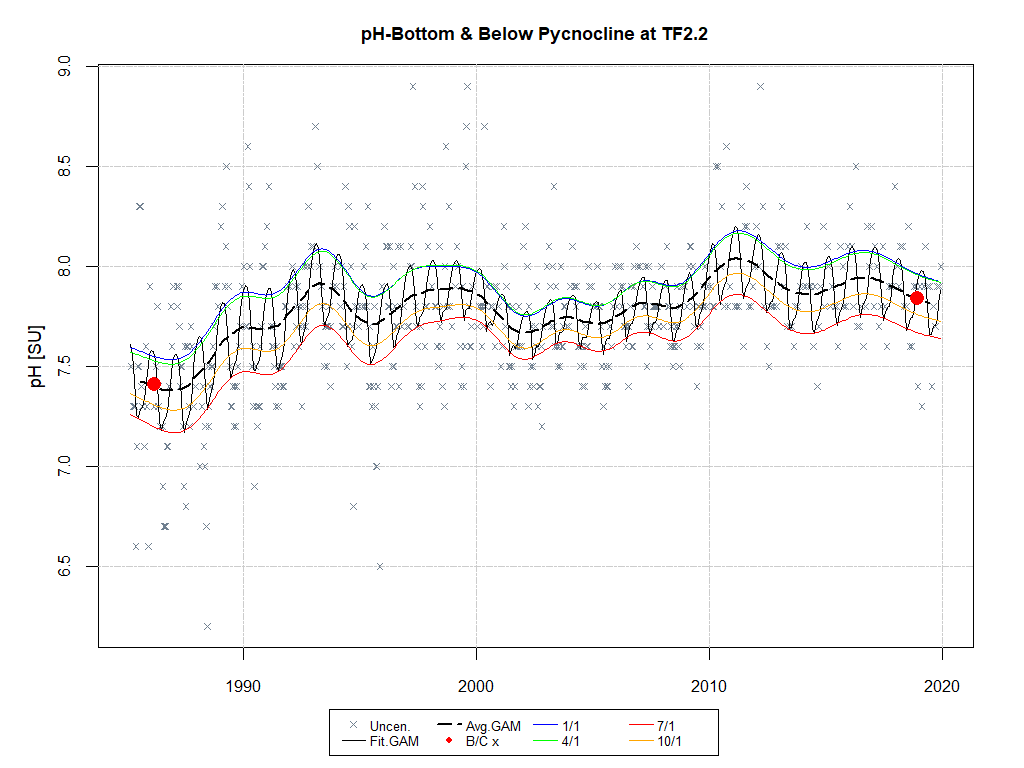 pH-Bottom & Below Pycnocline at TF2.2
pH [SU]
9.0
8.5
8.0
7.5
7.0
6.5
1990 2000 2010 2020
Uncen. Avg.GAM 1/1 7/1
Fit.GAM B/C x 4/1 10/1